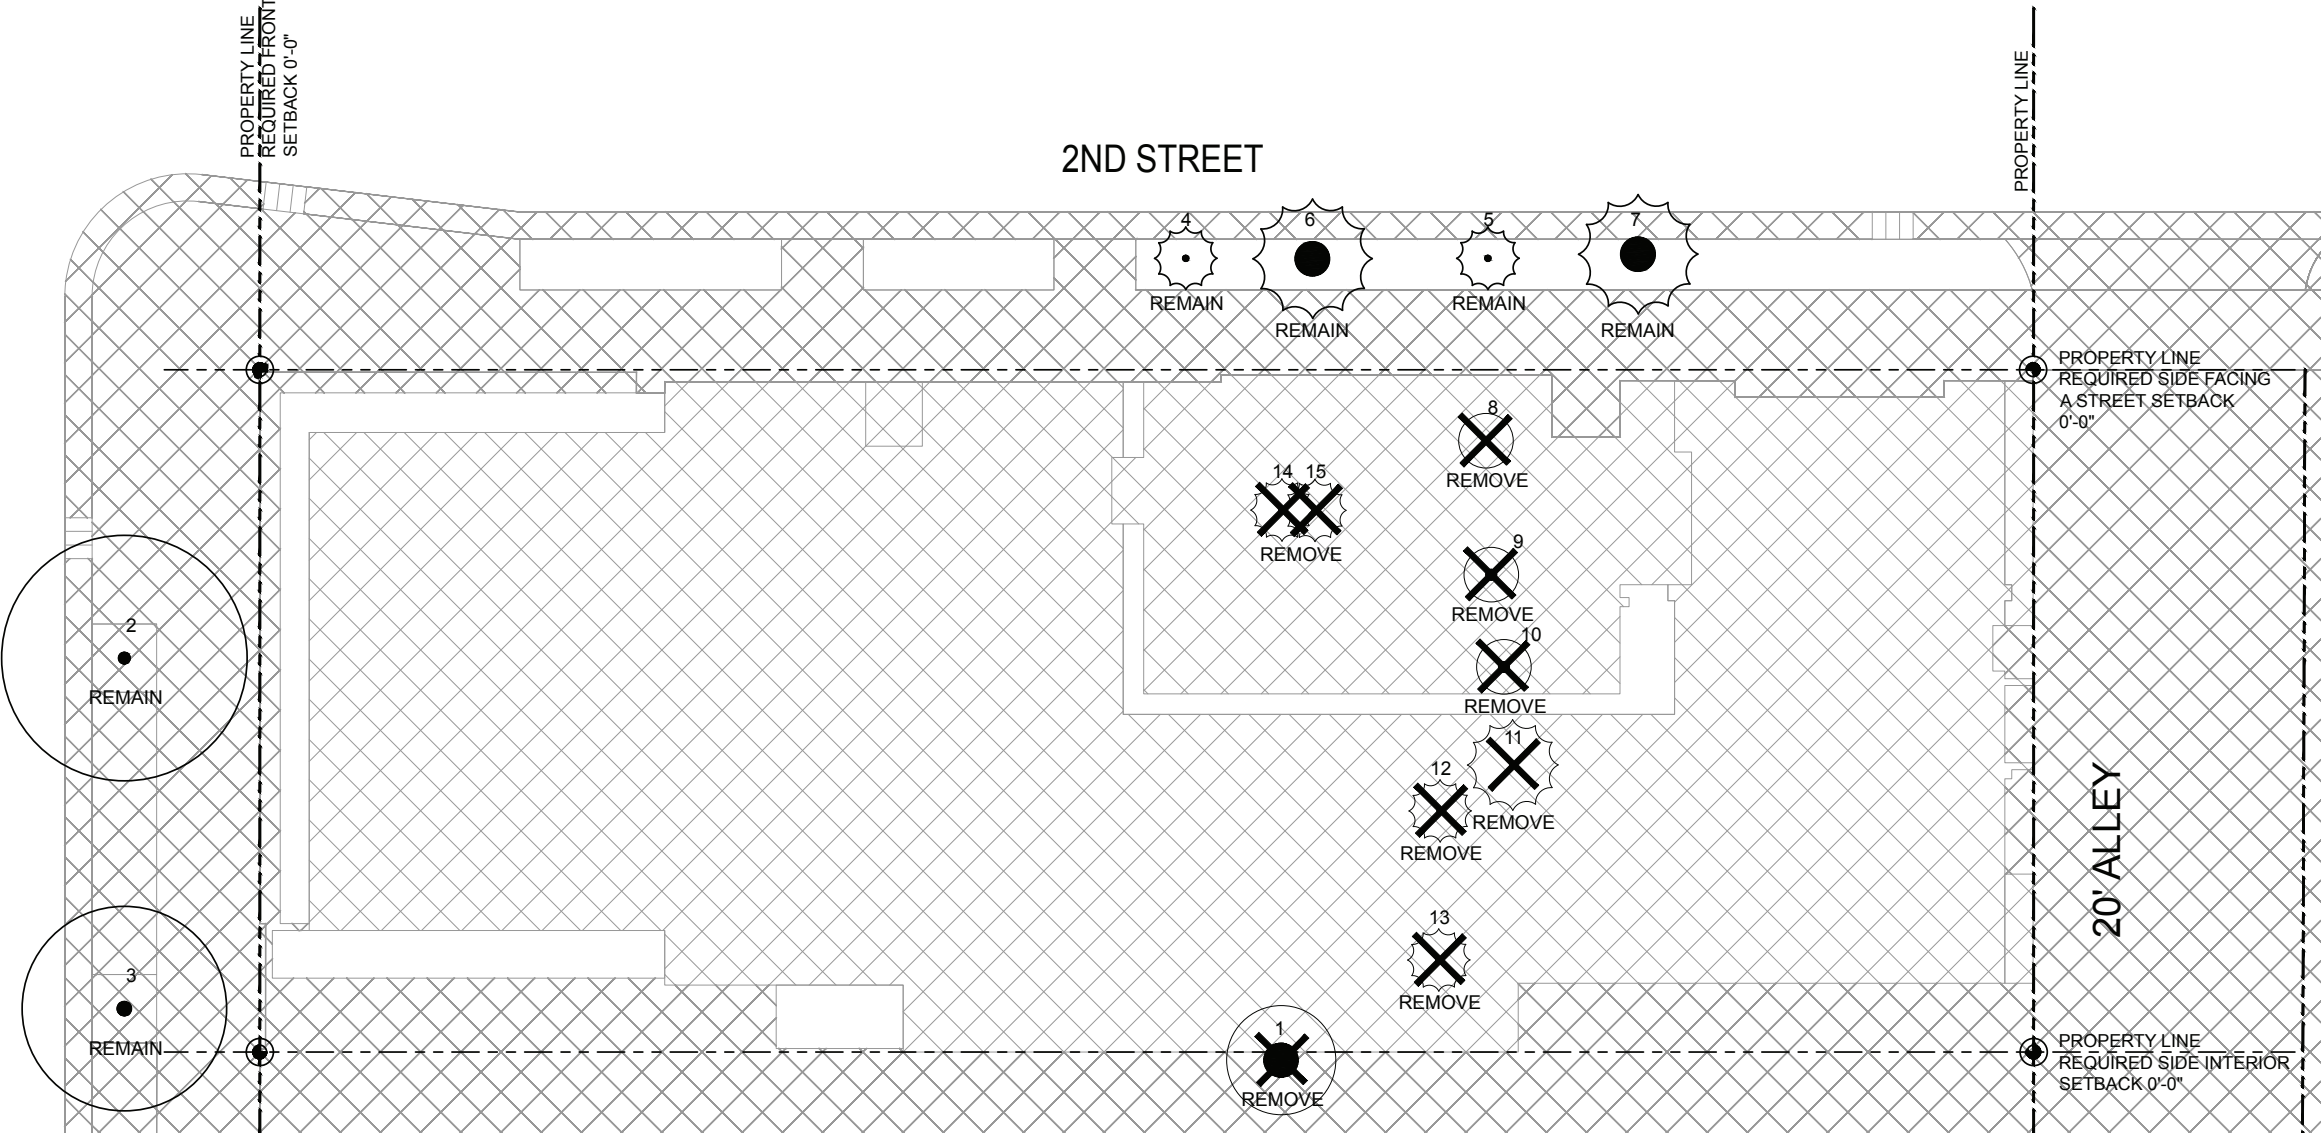 PROPERTY LINE
REQUIRED FRONT
SETBACK 0'-0"
PROPERTY LINE
2ND STREET
4
6
5
7
REMAIN
REMAIN
REMAIN
REMAIN
PROPERTY LINE
REQUIRED SIDE FACING
A STREET SETBACK
0'-0"
8
REMOVE
14 15
REMOVE
9
REMOVE
2
REMAIN
10
REMOVE
11
REMOVE
12
REMOVE
20' ALLEY
13
REMOVE
3
REMAIN
1
REMOVE
PROPERTY LINE
REQUIRED SIDE INTERIOR
SETBACK 0'-0"